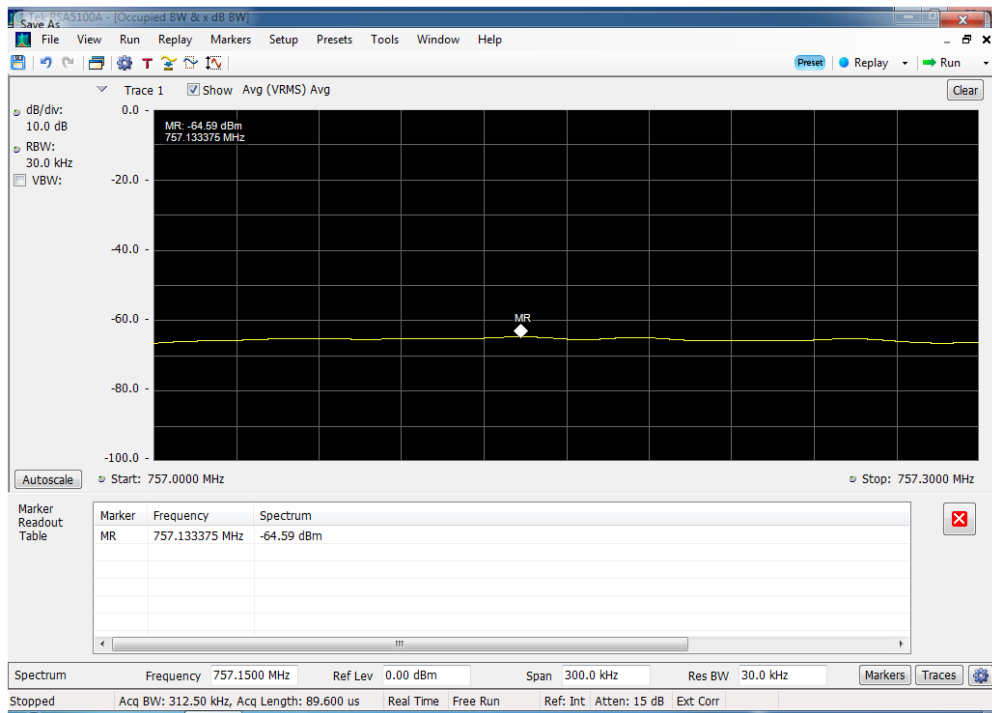 Tek RSA5100A - [Occupied BW & x dB BW]
Save As
File View Run Replay Markers Setup Presets Tools Window Help
T Preset Replay Run
Trace 1 Show Avg (VRMS) Avg Clear
dB/div:
10.0 dB
RBW:
30.0 kHz
VBW:
0.0
-20.0
-40.0
-60.0
-80.0
-100.0
MR: -64.59 dBm
757.133375 MHz
MR
Autoscale Start: 757.0000 MHz Stop: 757.3000 MHz
Marker
Readout
Table
Marker Frequency Spectrum
MR 757.133375 MHz -64.59 dBm
Spectrum Frequency 757.1500 MHz Ref Lev 0.00 dBm Span 300.0 kHz Res BW 30.0 kHz Markers Traces
Stopped Acq BW: 312.50 kHz, Acq Length: 89.600 us Real Time Free Run Ref: Int Atten: 15 dB Ext Corr